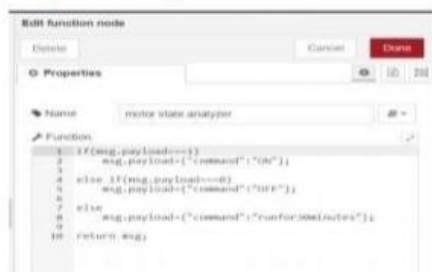 Edit function node
Delete
Cancel
Done
Properties
Name
motor state analyzer
Function
1 if(msg.payload===1)
2 msg.payload={"command":"ON"};
3
4 else if(msg.payload===0)
5 msg.payload={"command":"OFF"};
6
7 else
8 msg.payload={"command":"runfor30minutes"};
9
10 return msg;